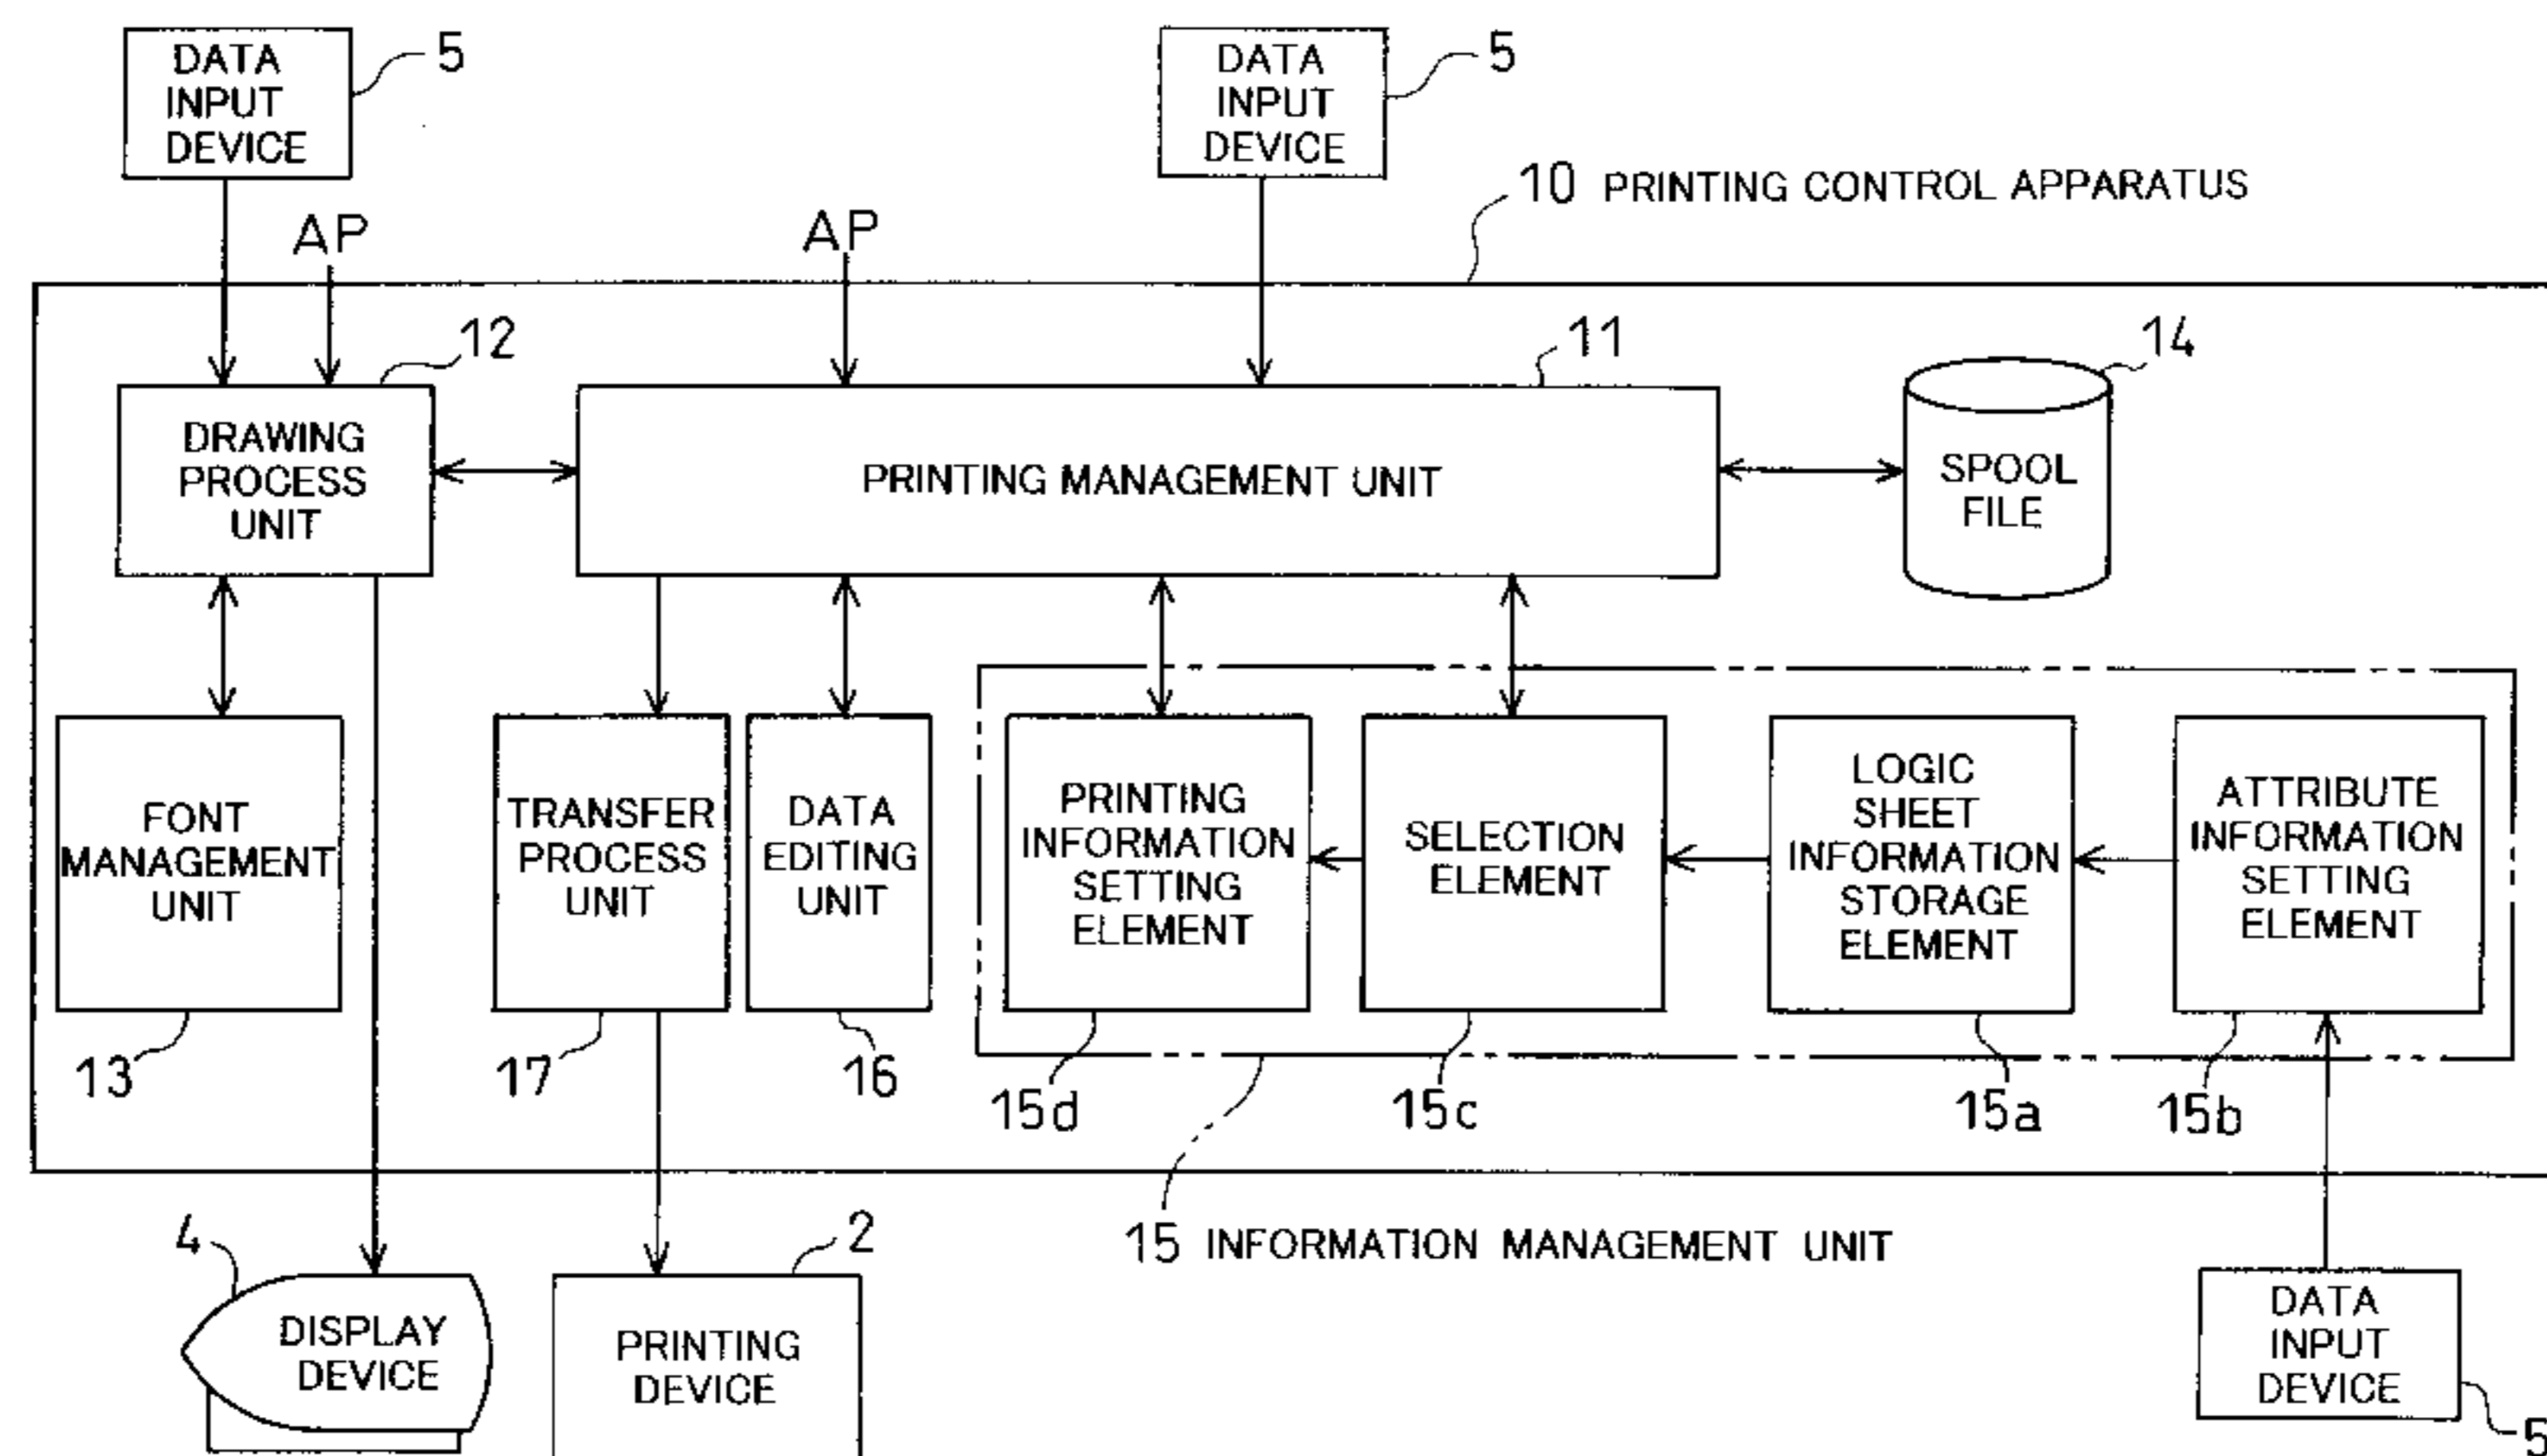 DATA
INPUT
DEVICE
5
DATA
INPUT
DEVICE
5
10 PRINTING CONTROL APPARATUS
AP
AP
12
11
14
DRAWING
PROCESS
UNIT
PRINTING MANAGEMENT UNIT
SPOOL
FILE
FONT
MANAGEMENT
UNIT
TRANSFER
PROCESS
UNIT
DATA
EDITING
UNIT
PRINTING
INFORMATION
SETTING
ELEMENT
SELECTION
ELEMENT
LOGIC
SHEET
INFORMATION
STORAGE
ELEMENT
ATTRIBUTE
INFORMATION
SETTING
ELEMENT
13
17
16
15d
15c
15a
15b
4
2
15 INFORMATION MANAGEMENT UNIT
DISPLAY
DEVICE
PRINTING
DEVICE
DATA
INPUT
DEVICE
5